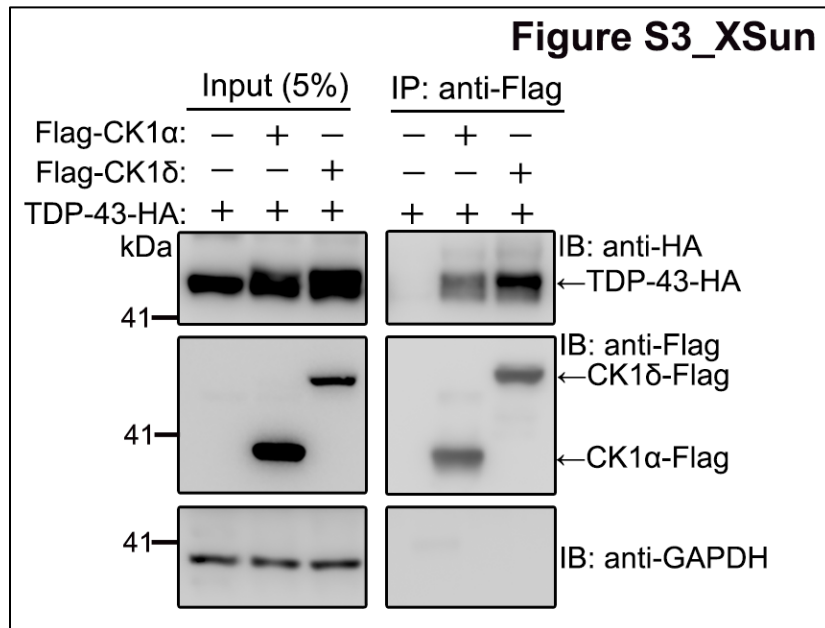 Figure S3_XSun
Input (5%) IP: anti-Flag
Flag-CK1α: − + − − + −
Flag-CK1δ: − − + − − +
TDP-43-HA: + + + + + +
kDa IB: anti-HA
←TDP-43-HA
41
IB: anti-Flag
←CK1δ-Flag
41
←CK1α-Flag
41
IB: anti-GAPDH